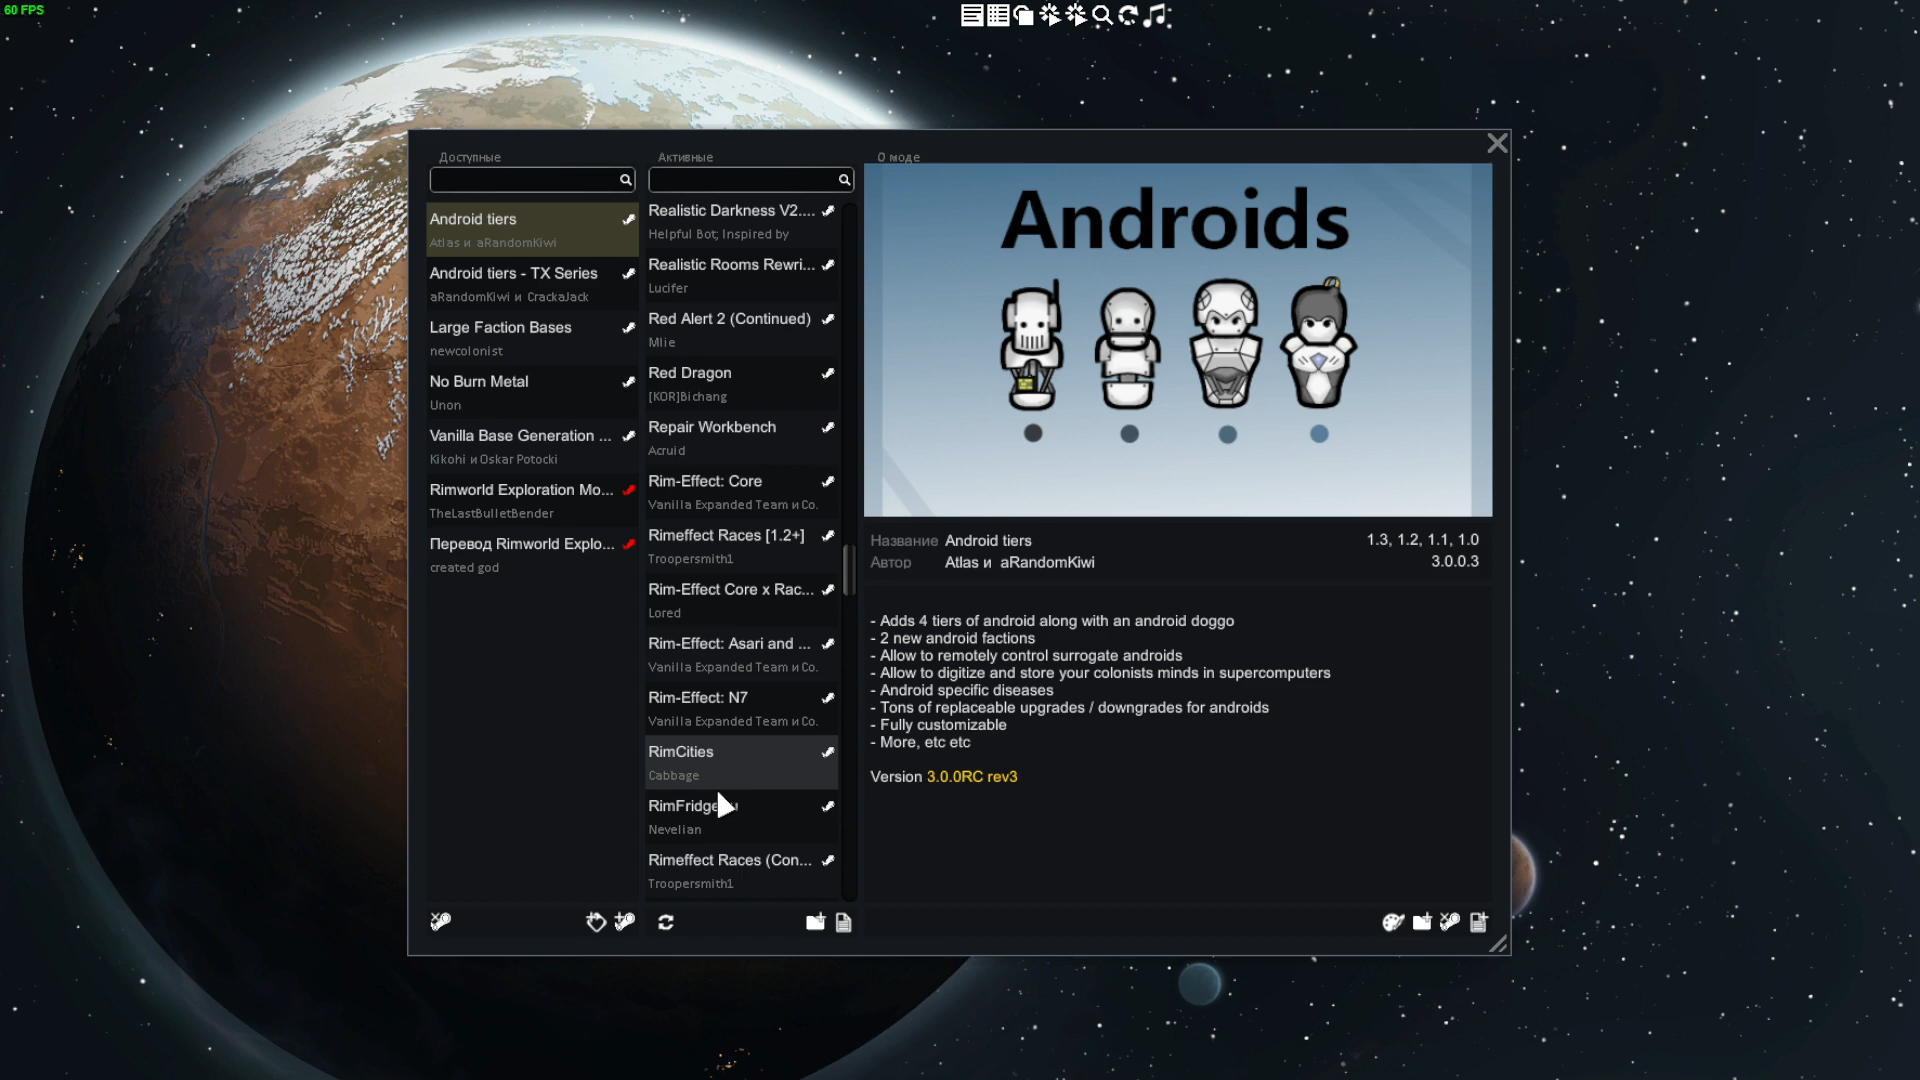 60 FPS
Доступные
Android tiers
Atlas и aRandomKiwi
Android tiers - TX Series
aRandomKiwi и CrackaJack
Large Faction Bases
newcolonist
No Burn Metal
Unon
Vanilla Base Generation ...
Kikohi и Oskar Potocki
Rimworld Exploration Mo...
TheLastBulletBender
Перевод Rimworld Explo...
created god
Активные
Realistic Darkness V2....
Helpful Bot; Inspired by
Realistic Rooms Rewri...
Lucifer
Red Alert 2 (Continued)
Mlie
Red Dragon
[KOR]Bichang
Repair Workbench
Acruid
Rim-Effect: Core
Vanilla Expanded Team и Co.
Rimeffect Races [1.2+]
Troopersmith1
Rim-Effect Core x Rac...
Lored
Rim-Effect: Asari and ...
Vanilla Expanded Team и Co.
Rim-Effect: N7
Vanilla Expanded Team и Co.
RimCities
Cabbage
RimFridge
Nevelian
Rimeffect Races (Con...
Troopersmith1
О моде
Androids
Название Android tiers 1.3, 1.2, 1.1, 1.0
Автор Atlas и aRandomKiwi 3.0.0.3
- Adds 4 tiers of android along with an android doggo
- 2 new android factions
- Allow to remotely control surrogate androids
- Allow to digitize and store your colonists minds in supercomputers
- Android specific diseases
- Tons of replaceable upgrades / downgrades for androids
- Fully customizable
- More, etc etc
Version 3.0.0RC rev3